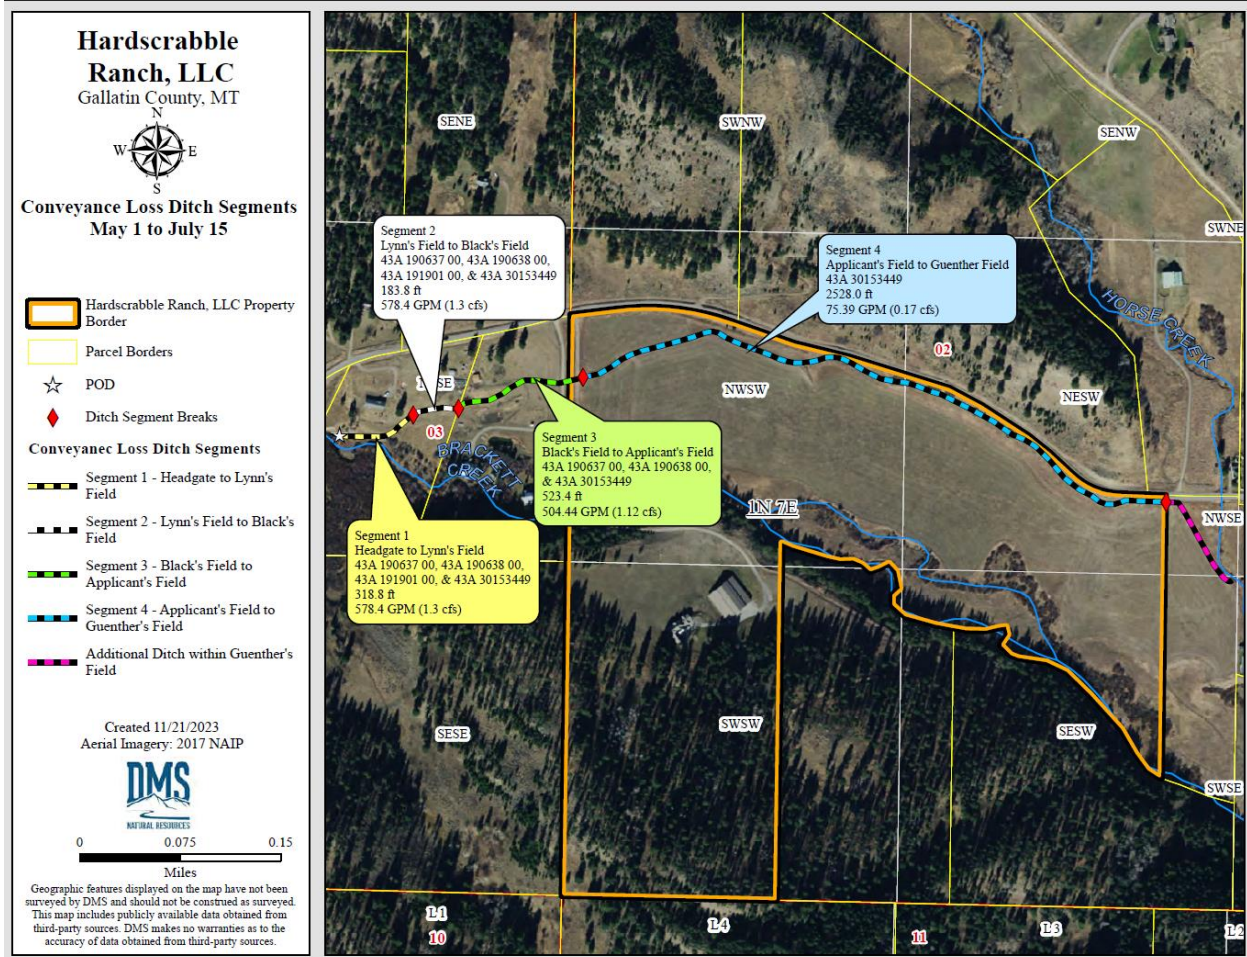 Hardscrabble
Ranch, LLC
Gallatin County, MT
N
W
E
S
Conveyance Loss Ditch Segments
May 1 to July 15
Hardscrabble Ranch, LLC Property
Border
Parcel Borders
POD
Ditch Segment Breaks
Conveyanec Loss Ditch Segments
Segment 1 - Headgate to Lynn's
Field
Segment 2 - Lynn's Field to Black's
Field
Segment 3 - Black's Field to
Applicant's Field
Segment 4 - Applicant's Field to
Guenther's Field
Additional Ditch within Guenther's
Field
Created 11/21/2023
Aerial Imagery: 2017 NAIP
DMS
NATURAL RESOURCES
0 0.075 0.15
Miles
Geographic features displayed on the map have not been
surveyed by DMS and should not be construed as surveyed.
This map includes publicly available data obtained from
third-party sources. DMS makes no warranties as to the
accuracy of data obtained from third-party sources.
SENE
SWNW
SENW
SWNE
Segment 2
Lynn's Field to Black's Field
43A 190637 00, 43A 190638 00,
43A 191901 00, & 43A 30153449
183.8 ft
578.4 GPM (1.3 cfs)
Segment 4
Applicant's Field to Guenther Field
43A 30153449
2528.0 ft
75.39 GPM (0.17 cfs)
HORSE CREEK
02
NWSW
NESW
03
BRACKETT
CREEK
Segment 3
Black's Field to Applicant's Field
43A 190637 00, 43A 190638 00,
& 43A 30153449
523.4 ft
504.44 GPM (1.12 cfs)
1N 7E
NWSE
Segment 1
Headgate to Lynn's Field
43A 190637 00, 43A 190638 00,
43A 191901 00, & 43A 30153449
318.8 ft
578.4 GPM (1.3 cfs)
SESE
SWSW
SESW
SWSE
L1
L4
L3
L2
10
11